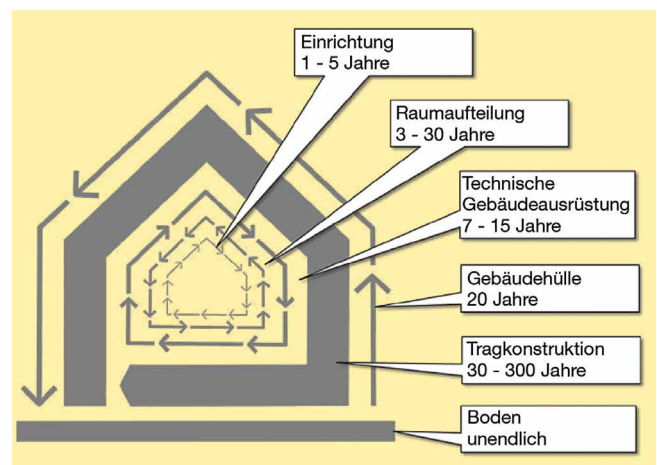 Einrichtung
1 - 5 Jahre
Raumaufteilung
3 - 30 Jahre
Technische
Gebäudeausrüstung
7 - 15 Jahre
Gebäudehülle
20 Jahre
Tragkonstruktion
30 - 300 Jahre
Boden
unendlich